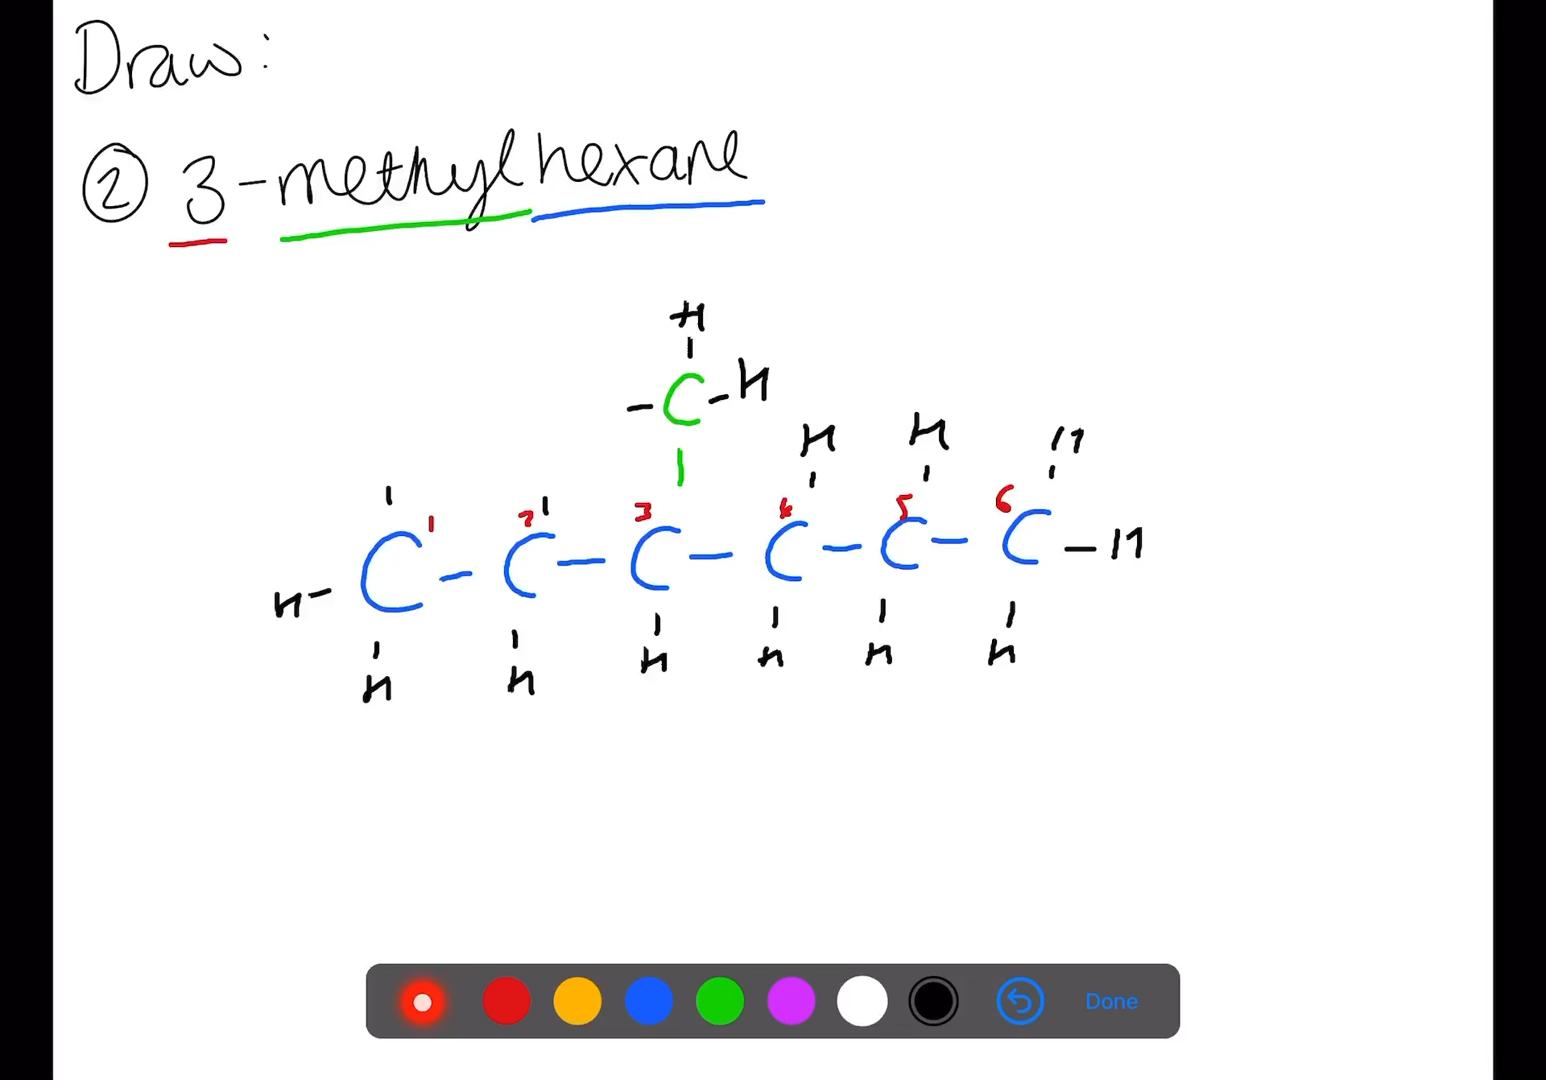 Draw:
② 3-methylhexane
H
C-H
H H H
1 2 3 4 5 6
H-C-C-C-C-C-C-H
H H H H H H
Done